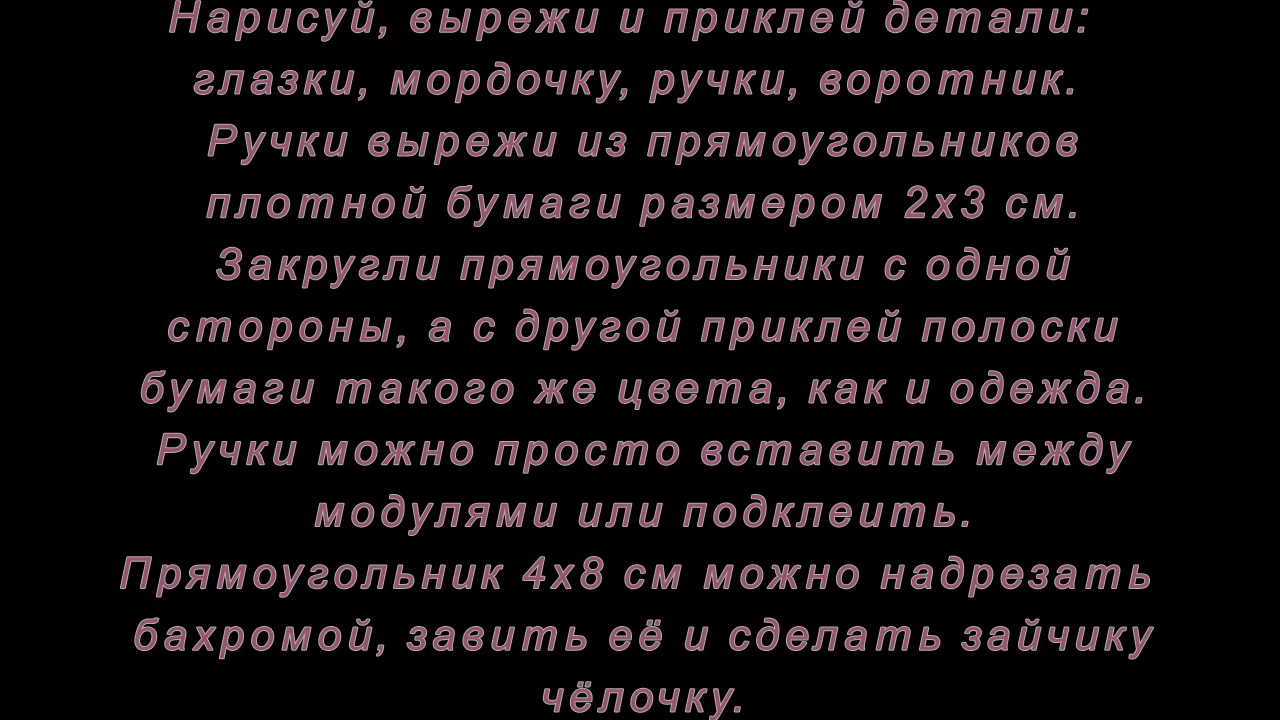 Нарисуй, вырежи и приклей детали:
глазки, мордочку, ручки, воротник.
Ручки вырежи из прямоугольников
плотной бумаги размером 2х3 см.
Закругли прямоугольники с одной
стороны, а с другой приклей полоски
бумаги такого же цвета, как и одежда.
Ручки можно просто вставить между
модулями или подклеить.
Прямоугольник 4х8 см можно надрезать
бахромой, завить её и сделать зайчику
чёлочку.